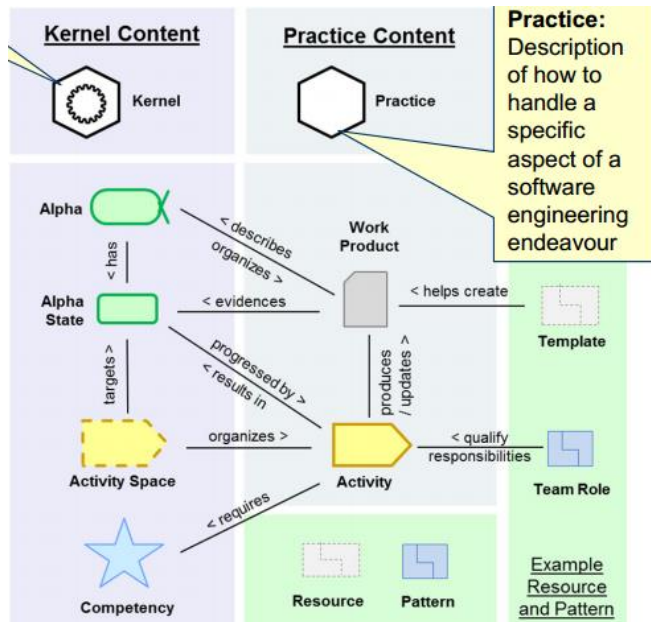 Kernel Content
Kernel
Practice Content
Practice
Practice:
Description
of how to
handle a
specific
aspect of a
software
engineering
endeavour
Alpha
< describes
organizes >
Work
Product
< has
Alpha
State
< evidences
< helps create
Template
targets >
progressed by >
< results in
produces
/ updates >
Activity Space
organizes >
Activity
< qualify
responsibilities
Team Role
< requires
Competency
Resource
Pattern
Example
Resource
and Pattern